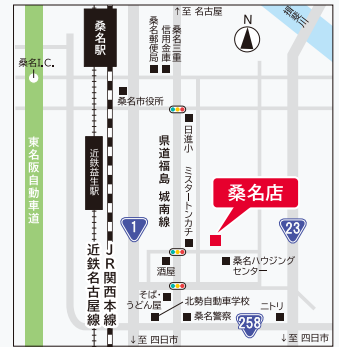 ↑至 名古屋
N
揖斐川
桑名駅
桑名郵便局
信用金庫
桑名三重
桑名I.C.
桑名市役所
日進小
近鉄益生駅
県道福島 城南線
ミスタートンカチ
桑名店
東名阪自動車道
1
23
JR関西本線
近鉄名古屋線
酒屋
桑名ハウジング
センター
そば・
うどん屋
北勢自動車学校
桑名警察
ニトリ
258
↓至 四日市
↓至 四日市